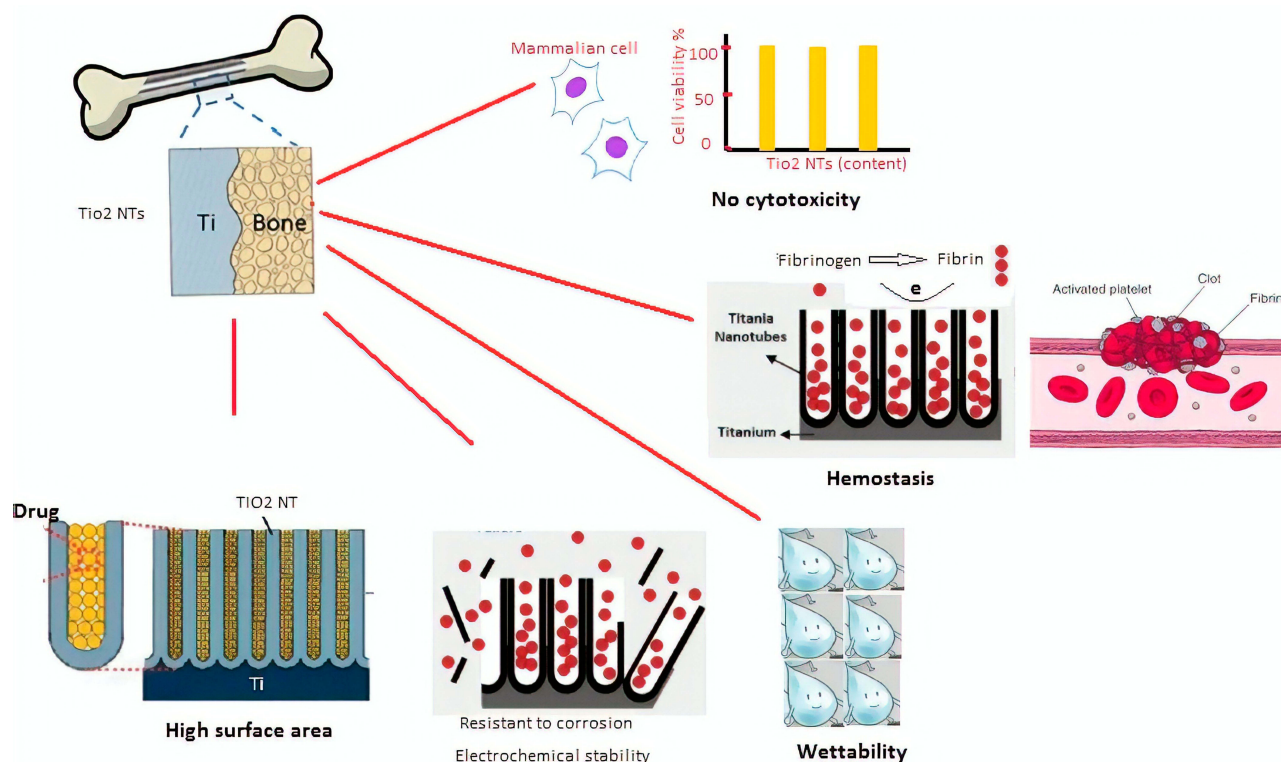 Mammalian cell
Cell viability %
100
50
0
Tio2 NTs (content)
No cytotoxicity
Tio2 NTs
Ti
Bone
Fibrinogen
Fibrin
e
Titania
Nanotubes
Titanium
Hemostasis
Activated platelet
Clot
Fibrin
Drug
TIO2 NT
Ti
High surface area
Resistant to corrosion
Electrochemical stability
Wettability